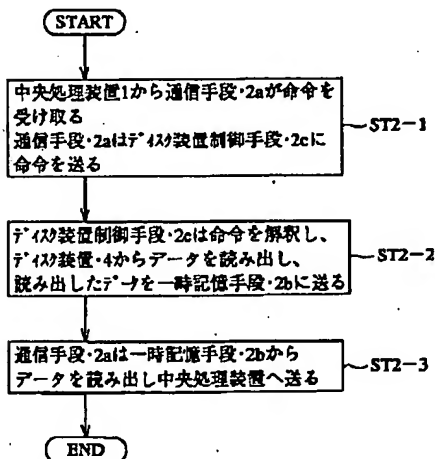 START
中央処理装置1から通信手段・2aが命令を
受け取る
通信手段・2aはディスク装置制御手段・2cに
命令を送る
ST2-1
ディスク装置制御手段・2cは命令を解釈し、
ディスク装置・4からデータを読み出し、
読み出したデータを一時記憶手段・2bに送る
ST2-2
通信手段・2aは一時記憶手段・2bから
データを読み出し中央処理装置へ送る
ST2-3
END